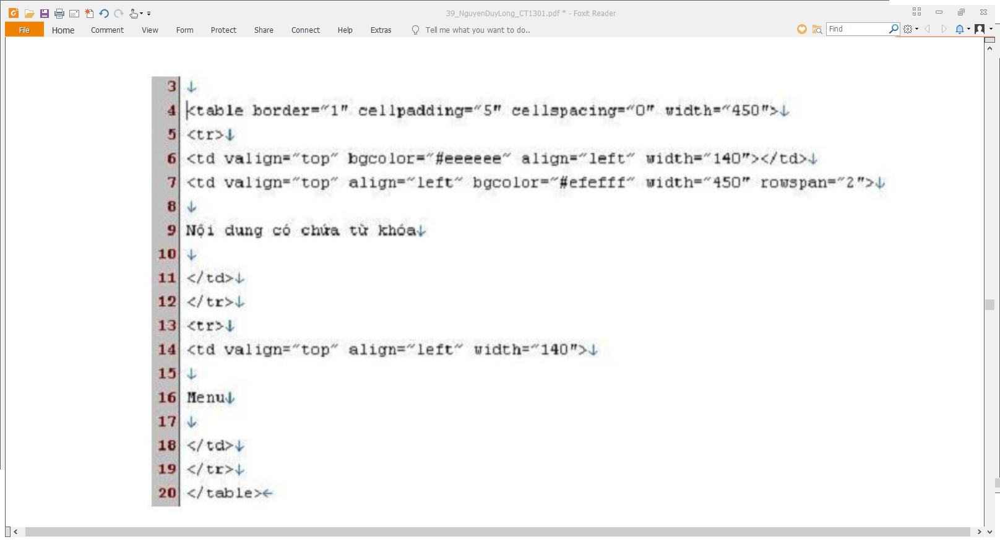 39_NguyenDuyLong_CT1301.pdf * - Foxit Reader
File Home Comment View Form Protect Share Connect Help Extras Tell me what you want to do.. Find
3 ↓
4 <table border="1" cellpadding="5" cellspacing="0" width="450">↓
5 <tr>↓
6 <td valign="top" bgcolor="#eeeeee" align="left" width="140"></td>↓
7 <td valign="top" align="left" bgcolor="#efefff" width="450" rowspan="2">↓
8 ↓
9 Nội dung có chứa từ khóa↓
10 ↓
11 </td>↓
12 </tr>↓
13 <tr>↓
14 <td valign="top" align="left" width="140">↓
15 ↓
16 Menu↓
17 ↓
18 </td>↓
19 </tr>↓
20 </table>←